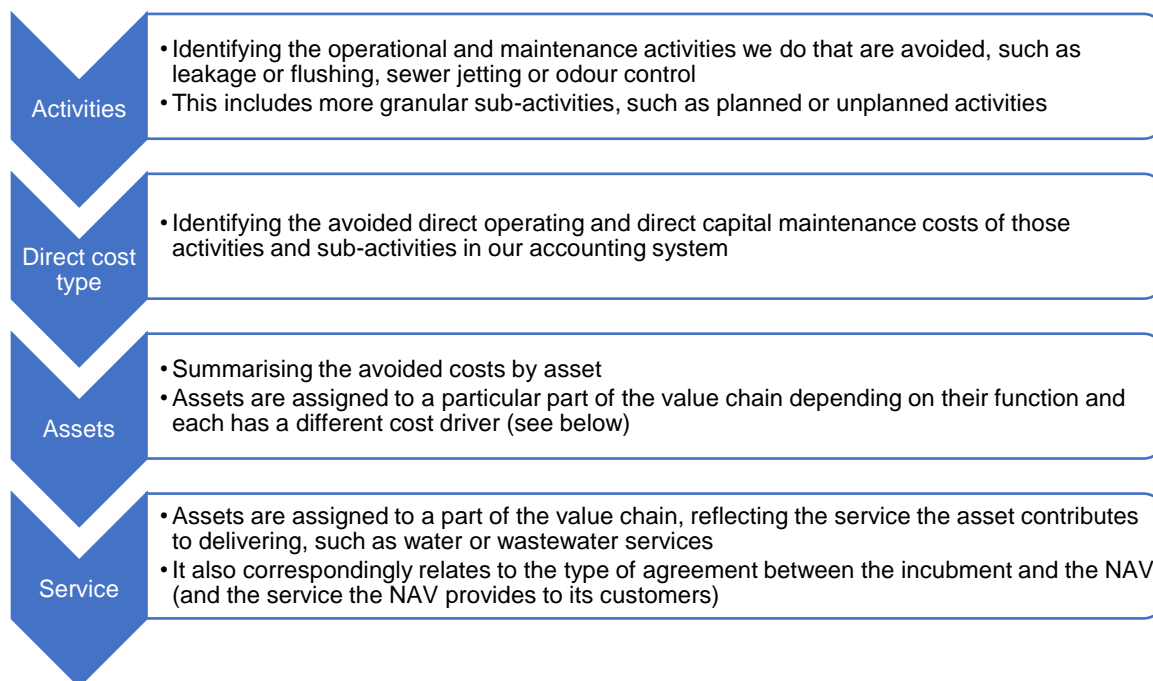 Activities
• Identifying the operational and maintenance activities we do that are avoided, such as
leakage or flushing, sewer jetting or odour control
• This includes more granular sub-activities, such as planned or unplanned activities
Direct cost
type
• Identifying the avoided direct operating and direct capital maintenance costs of those
activities and sub-activities in our accounting system
Assets
• Summarising the avoided costs by asset
• Assets are assigned to a particular part of the value chain depending on their function and
each has a different cost driver (see below)
Service
• Assets are assigned to a part of the value chain, reflecting the service the asset contributes
to delivering, such as water or wastewater services
• It also correspondingly relates to the type of agreement between the incubment and the NAV
(and the service the NAV provides to its customers)